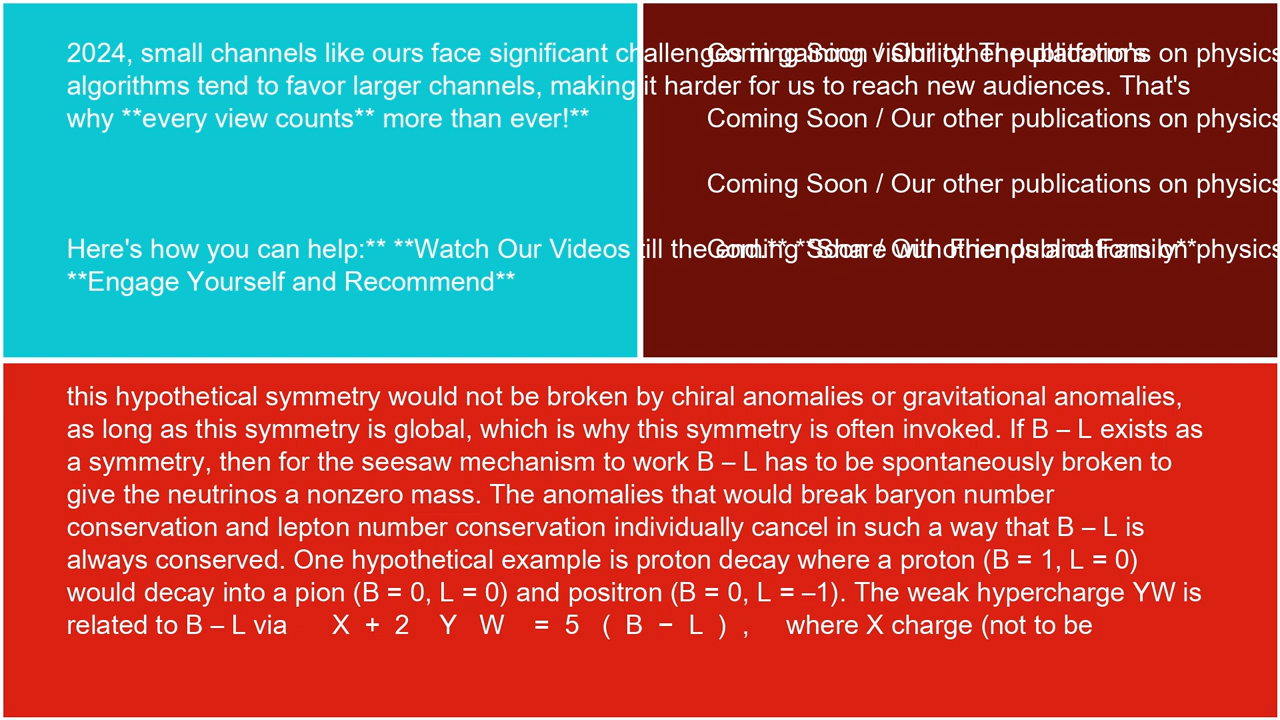 2024, small channels like ours face significant challenges in gaining visibility. The platform's
algorithms tend to favor larger channels, making it harder for us to reach new audiences. That's
why **every view counts** more than ever!**
Here's how you can help:** **Watch Our Videos till the end.** **Share with Friends and Family**
**Engage Yourself and Recommend**
Coming Soon / Our other publications on physics
Coming Soon / Our other publications on physics
Coming Soon / Our other publications on physics
Coming Soon / Our other publications on physics
this hypothetical symmetry would not be broken by chiral anomalies or gravitational anomalies,
as long as this symmetry is global, which is why this symmetry is often invoked. If B – L exists as
a symmetry, then for the seesaw mechanism to work B – L has to be spontaneously broken to
give the neutrinos a nonzero mass. The anomalies that would break baryon number
conservation and lepton number conservation individually cancel in such a way that B – L is
always conserved. One hypothetical example is proton decay where a proton (B = 1, L = 0)
would decay into a pion (B = 0, L = 0) and positron (B = 0, L = –1). The weak hypercharge YW is
related to B – L via X + 2 Y W = 5 ( B − L ) , where X charge (not to be